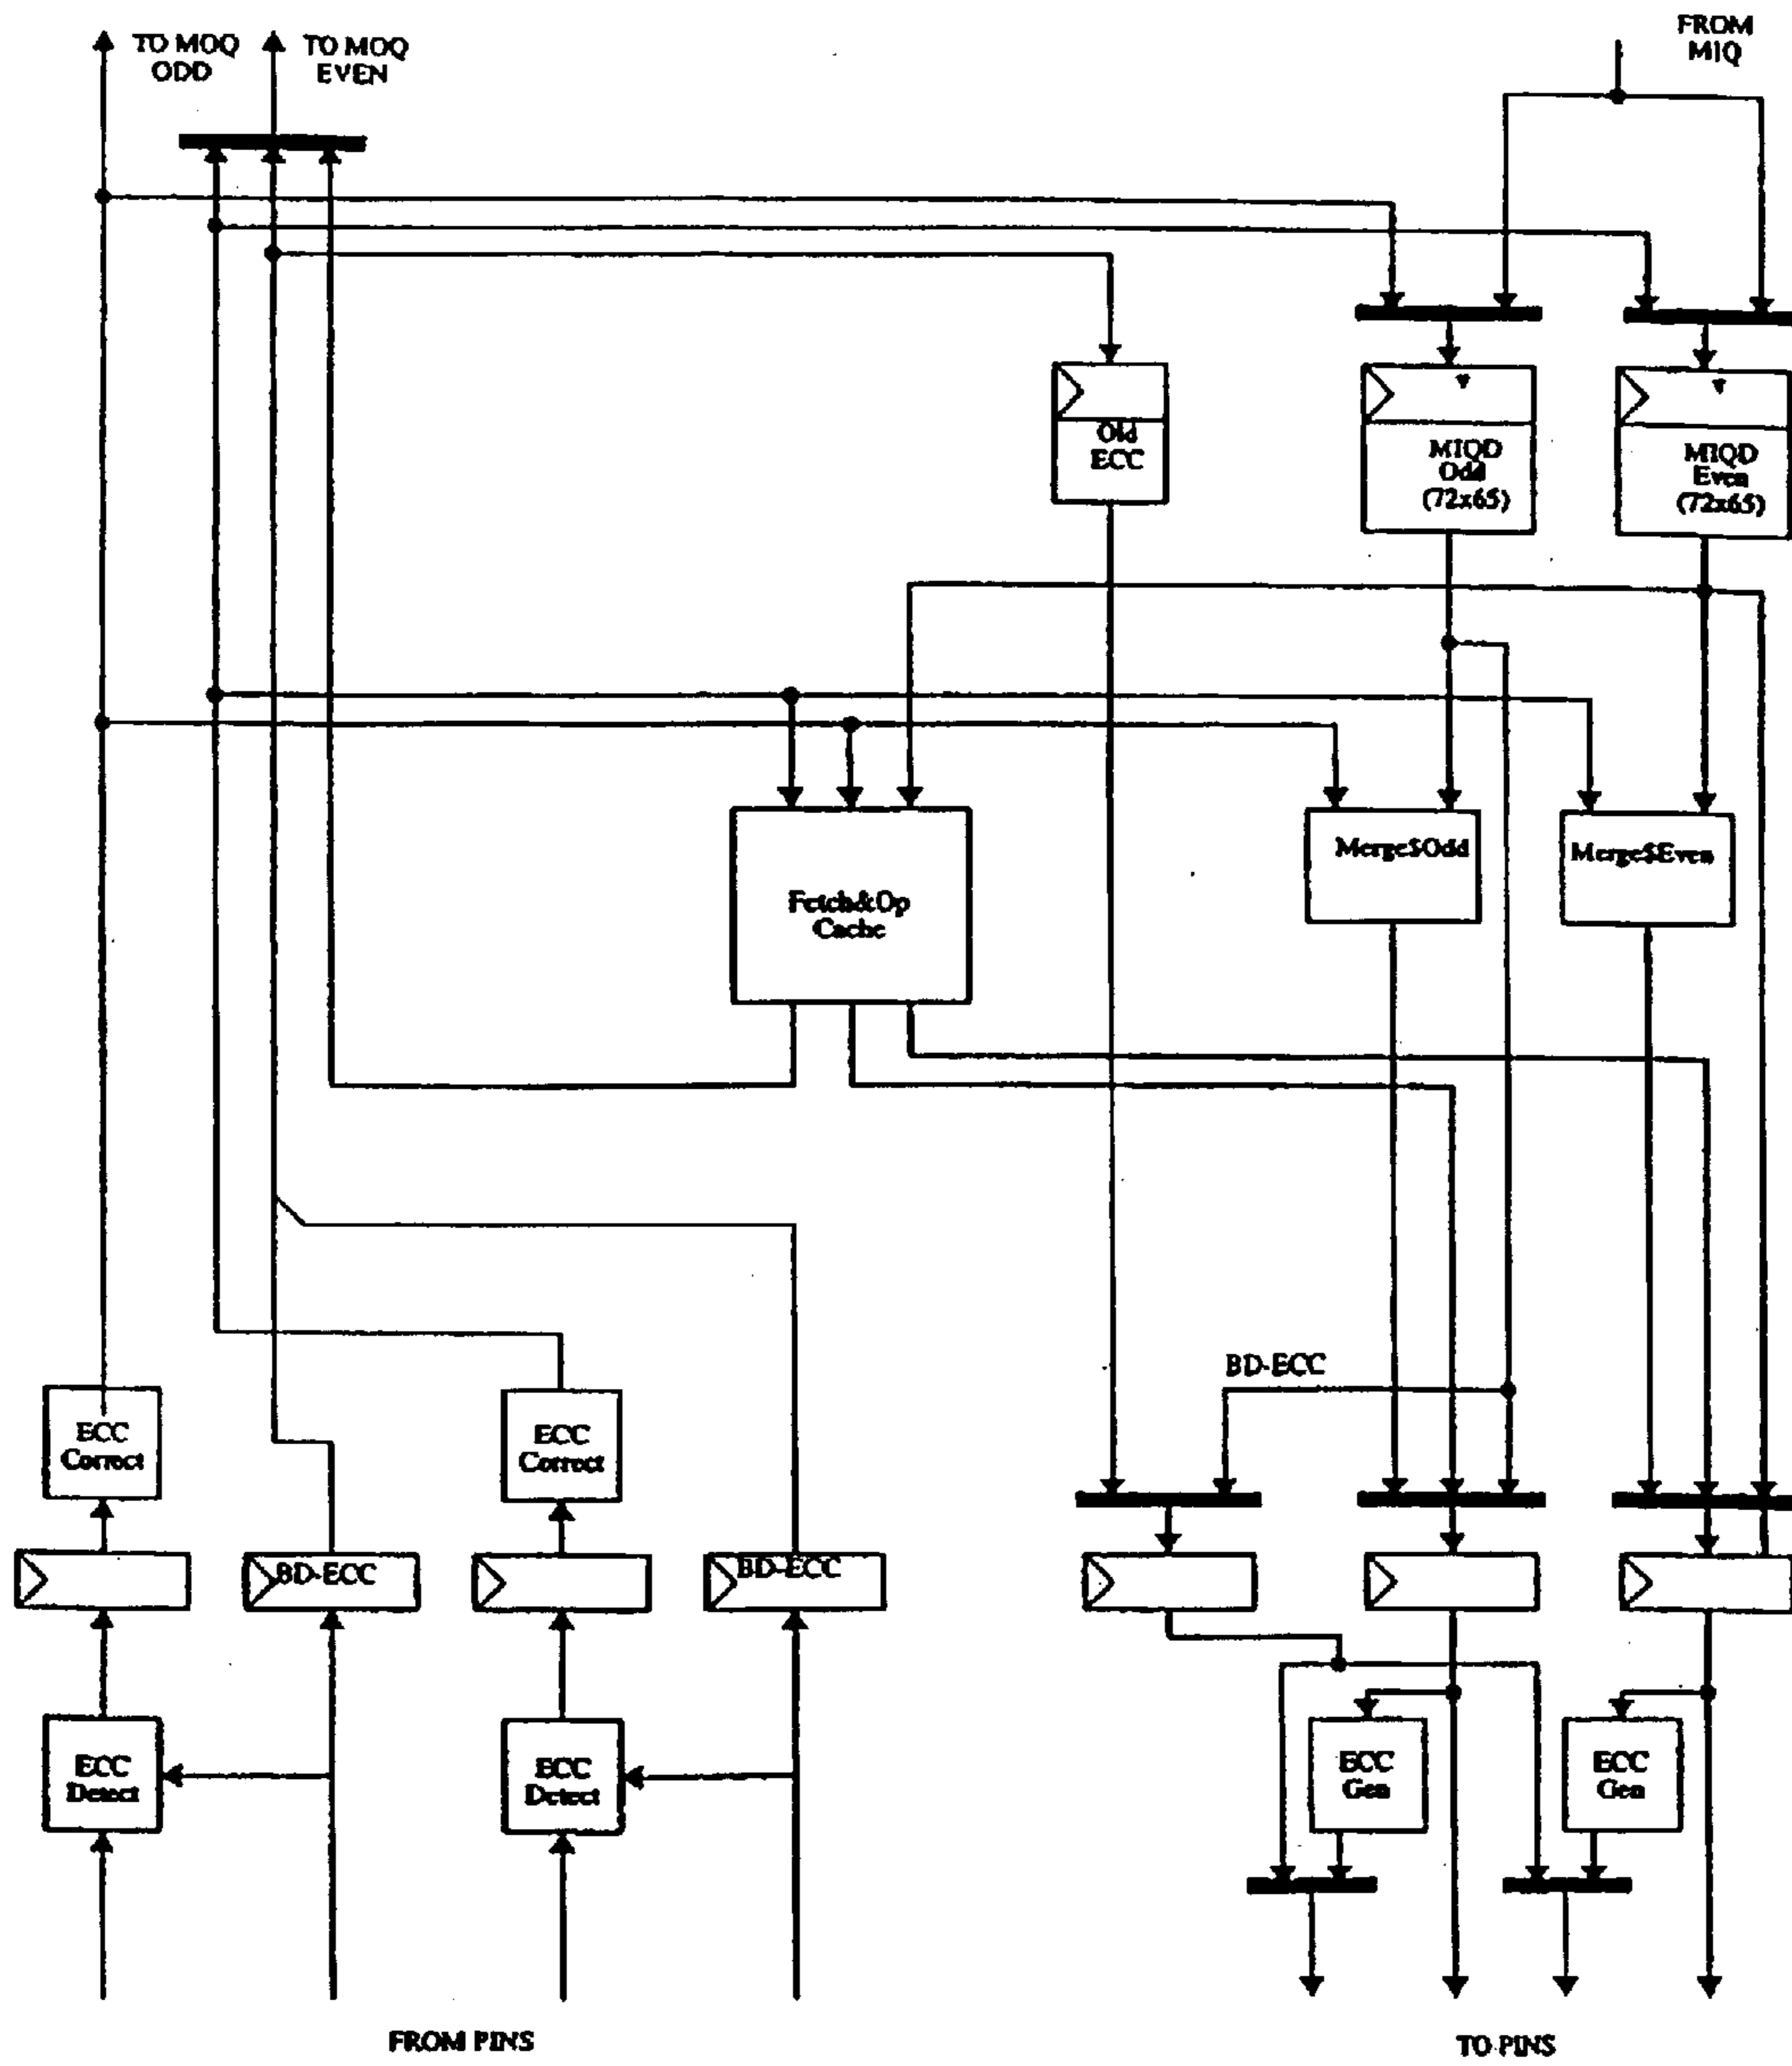 TO MOQ
ODD
TO MOQ
EVEN
FROM
MIQ
Old
ECC
MIQD
Odd
(72x65)
MIQD
Even
(72x65)
Fetch&Op
Cache
Merge$Odd
Merge$Even
BD-ECC
ECC
Correct
ECC
Correct
BD-ECC
BD-ECC
ECC
Detect
ECC
Detect
ECC
Gen
ECC
Gen
FROM PINS
TO PINS